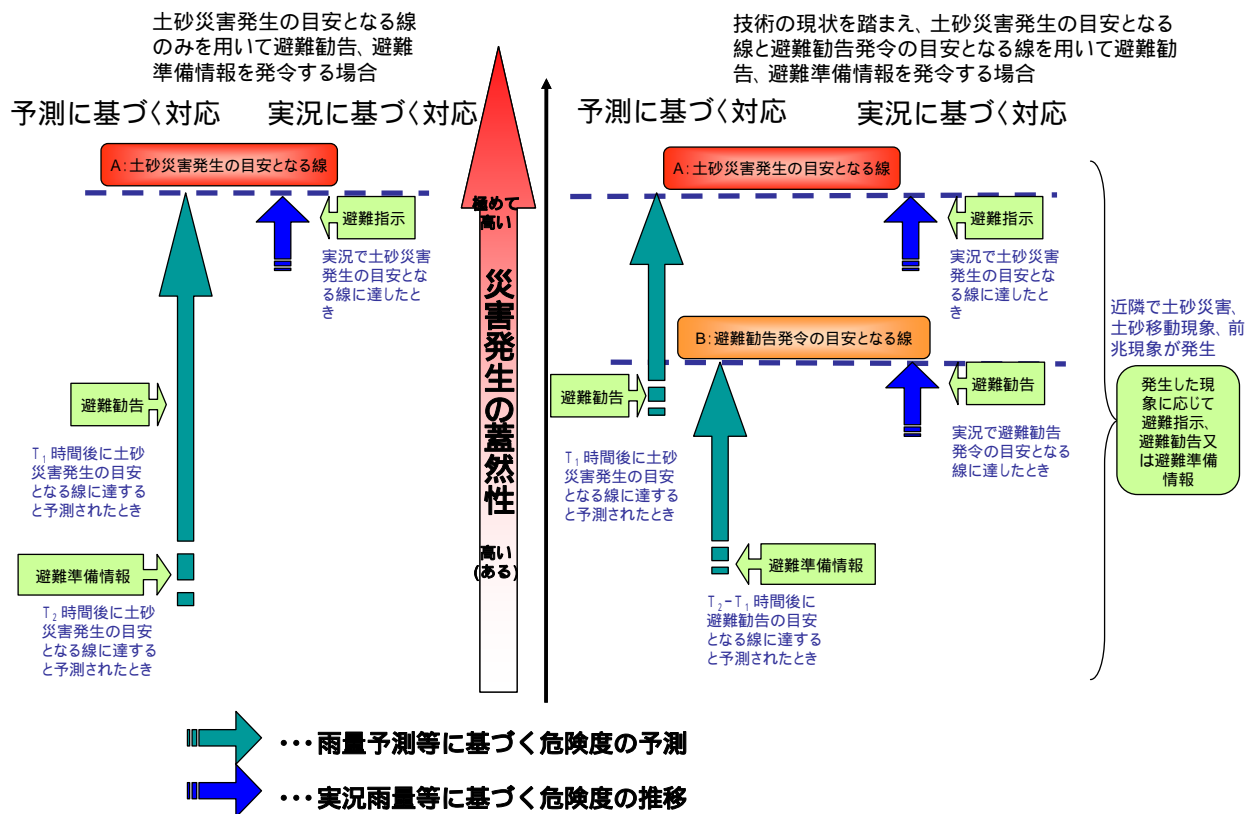 土砂災害発生の目安となる線
のみを用いて避難勧告、避難
準備情報を発令する場合
予測に基づく対応
実況に基づく対応
A:土砂災害発生の目安となる線
避難指示
実況で土砂災害
発生の目安とな
る線に達したと
き
避難勧告
T₁時間後に土砂
災害発生の目安
となる線に達する
と予測されたとき
避難準備情報
T₂時間後に土砂
災害発生の目安
となる線に達する
と予測されたとき
極めて
高い
災害発生の蓋然性
高い
(ある)
技術の現状を踏まえ、土砂災害発生の目安となる
線と避難勧告発令の目安となる線を用いて避難勧
告、避難準備情報を発令する場合
予測に基づく対応
実況に基づく対応
A:土砂災害発生の目安となる線
避難指示
実況で土砂災害
発生の目安とな
る線に達したとき
B:避難勧告発令の目安となる線
避難勧告
T₁時間後に土砂
災害発生の目安
となる線に達する
と予測されたとき
避難勧告
実況で避難勧告
発令の目安となる
線に達したとき
避難準備情報
T₂-T₁時間後に
避難勧告の目安
となる線に達する
と予測されたとき
近隣で土砂災害、
土砂移動現象、前
兆現象が発生
発生した現
象に応じて
避難指示、
避難勧告又
は避難準備
情報
・・・雨量予測等に基づく危険度の予測
・・・実況雨量等に基づく危険度の推移